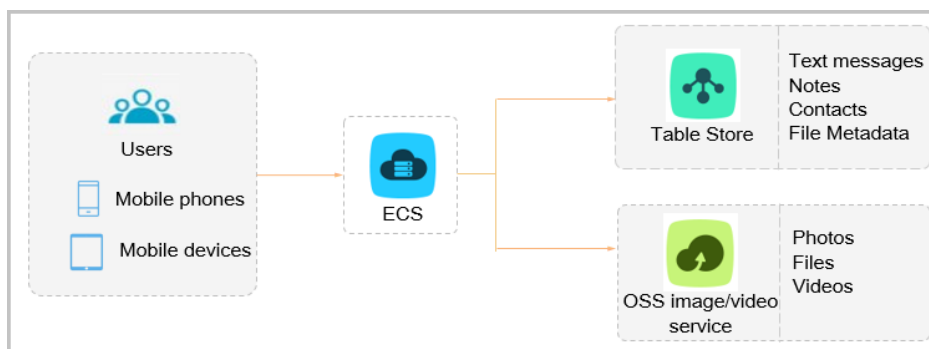 Users
Mobile phones
Mobile devices
ECS
Table Store
Text messages
Notes
Contacts
File Metadata
OSS image/video
service
Photos
Files
Videos